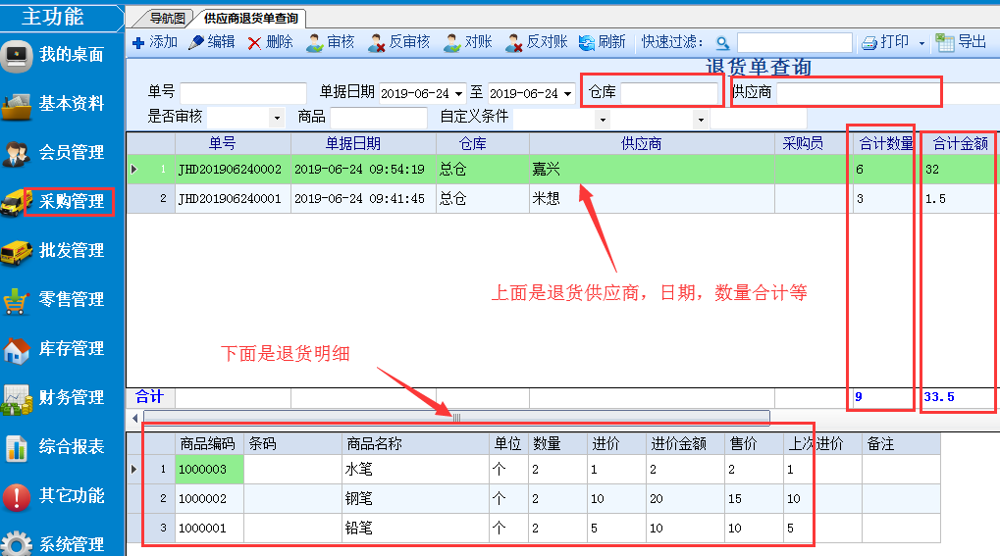 主功能
我的桌面
基本资料
会员管理
采购管理
批发管理
零售管理
库存管理
财务管理
综合报表
其它功能
系统管理
导航图 供应商退货单查询
添加 编辑 删除 审核 反审核 对账 反对账 刷新 快速过滤: 打印 导出
退货单查询
单号 单据日期 2019-06-24 至 2019-06-24 仓库 供应商
是否审核 商品 自定义条件
单号 单据日期 仓库 供应商 采购员 合计数量 合计金额
1 JHD201906240002 2019-06-24 09:54:19 总仓 嘉兴 6 32
2 JHD201906240001 2019-06-24 09:41:45 总仓 米想 3 1.5
上面是退货供应商，日期，数量合计等
下面是退货明细
合计 9 33.5
商品编码 条码 商品名称 单位 数量 进价 进价金额 售价 上次进价 备注
1 1000003 水笔 个 2 1 2 2 1
2 1000002 钢笔 个 2 10 20 15 10
3 1000001 铅笔 个 2 5 10 10 5